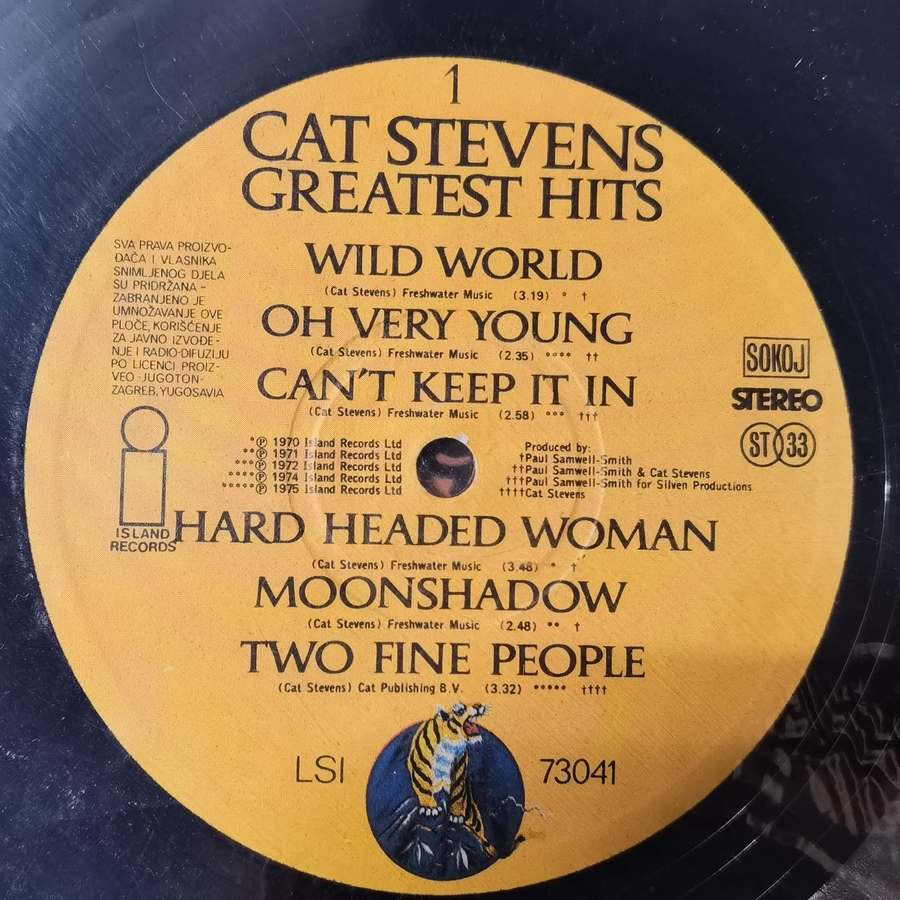 1
CAT STEVENS
GREATEST HITS
WILD WORLD
(Cat Stevens) Freshwater Music (3.19) * †
OH VERY YOUNG
(Cat Stevens) Freshwater Music (2.35) **** ††
CAN'T KEEP IT IN
(Cat Stevens) Freshwater Music (2.58) *** †††
SVA PRAVA PROIZVO-
ĐAČA I VLASNIKA
SNIMLJENOG DJELA
SU PRIDRŽANA –
ZABRANJENO JE
UMNOŽAVANJE OVE
PLOČE, KORIŠĆENJE
ZA JAVNO IZVOĐE-
NJE I RADIO-DIFUZIJU
PO LICENCI PROIZ-
VEO - JUGOTON-
ZAGREB, YUGOSAVIA
SOKOJ
STEREO
ST 33
* ℗ 1970 Island Records Ltd
** ℗ 1971 Island Records Ltd
*** ℗ 1972 Island Records Ltd
**** ℗ 1974 Island Records Ltd
***** ℗ 1975 Island Records Ltd
Produced by:
†Paul Samwell-Smith
††Paul Samwell-Smith & Cat Stevens
†††Paul Samwell-Smith for Silven Productions
††††Cat Stevens
ISLAND
RECORDS
HARD HEADED WOMAN
(Cat Stevens) Freshwater Music (3.48) * †
MOONSHADOW
(Cat Stevens) Freshwater Music (2.48) ** †
TWO FINE PEOPLE
(Cat Stevens) Cat Publishing B.V. (3.32) ***** ††††
LSI 73041